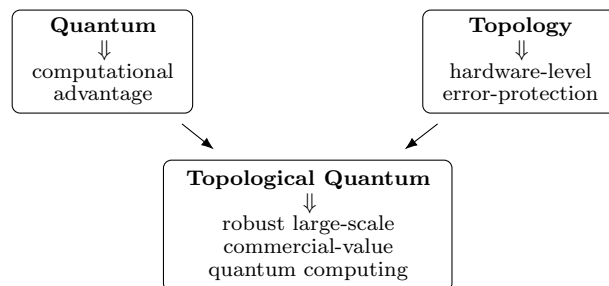 Quantum
⇓
computational
advantage
Topology
⇓
hardware-level
error-protection
Topological Quantum
⇓
robust large-scale
commercial-value
quantum computing